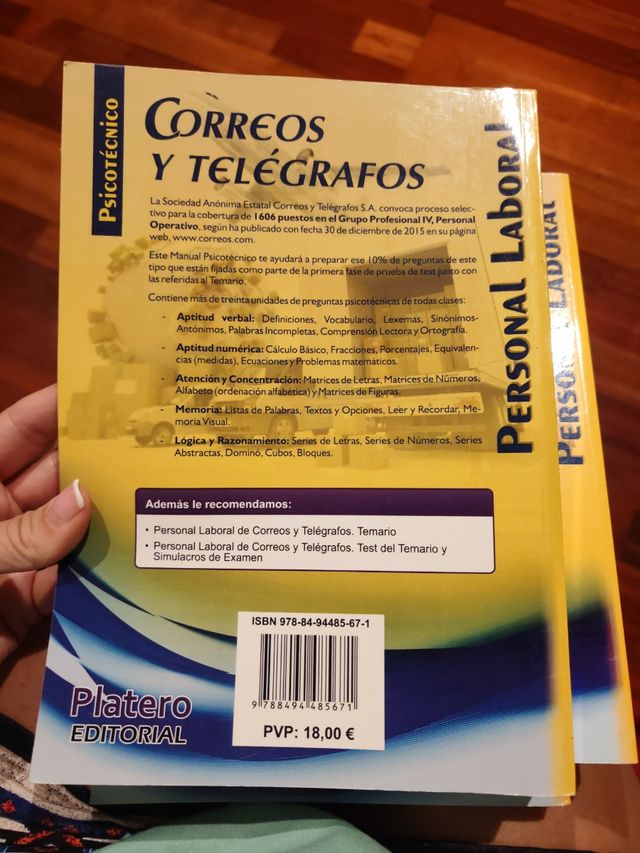 Psicotécnico
Correos
y Telégrafos
Personal Laboral
La Sociedad Anónima Estatal Correos y Telégrafos S.A. convoca proceso selec-
tivo para la cobertura de 1606 puestos en el Grupo Profesional IV, Personal
Operativo, según ha publicado con fecha 30 de diciembre de 2015 en su página
web, www.correos.com.
Este Manual Psicotécnico te ayudará a preparar ese 10% de preguntas de este
tipo que están fijadas como parte de la primera fase de prueba de test junto con
las referidas al Temario.
Contiene más de treinta unidades de preguntas psicotécnicas de todas clases:
- Aptitud verbal: Definiciones, Vocabulario, Lexemas, Sinónimos-
Antónimos, Palabras Incompletas, Comprensión Lectora y Ortografía.
- Aptitud numérica: Cálculo Básico, Fracciones, Porcentajes, Equivalen-
cias (medidas), Ecuaciones y Problemas matemáticos.
- Atención y Concentración: Matrices de Letras, Matrices de Números,
Alfabeto (ordenación alfabética) y Matrices de Figuras.
- Memoria: Listas de Palabras, Textos y Opciones, Leer y Recordar, Me-
moria Visual.
- Lógica y Razonamiento: Series de Letras, Series de Números, Series
Abstractas, Dominó, Cubos, Bloques.
Además le recomendamos:
• Personal Laboral de Correos y Telégrafos. Temario
• Personal Laboral de Correos y Telégrafos. Test del Temario y
Simulacros de Examen
ISBN 978-84-94485-67-1
9 788494 485671
PVP: 18,00 €
Platero
EDITORIAL
Personal Laboral